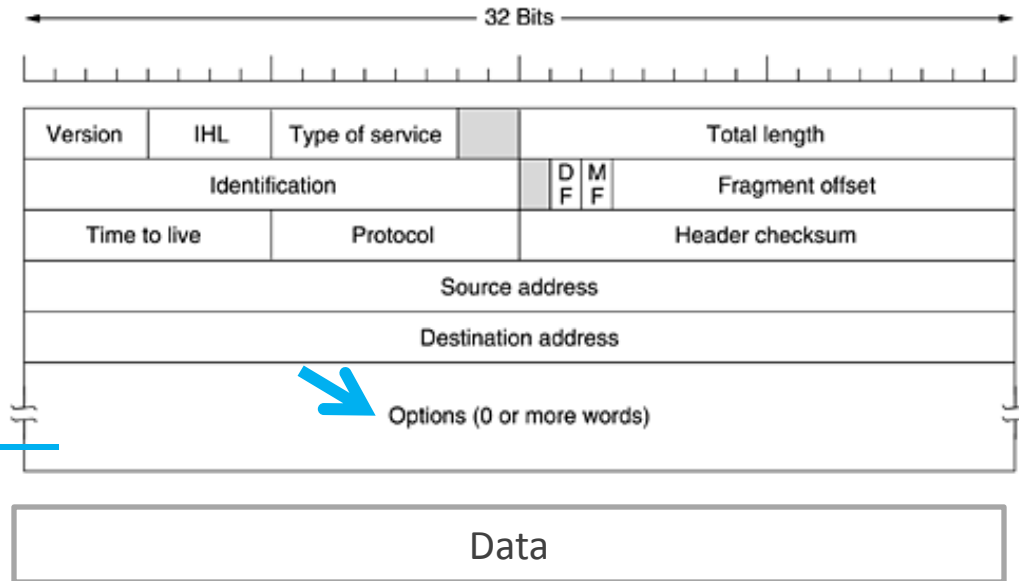 32 Bits
Version IHL Type of service Total length
Identification D F M F Fragment offset
Time to live Protocol Header checksum
Source address
Destination address
Options (0 or more words)
Data